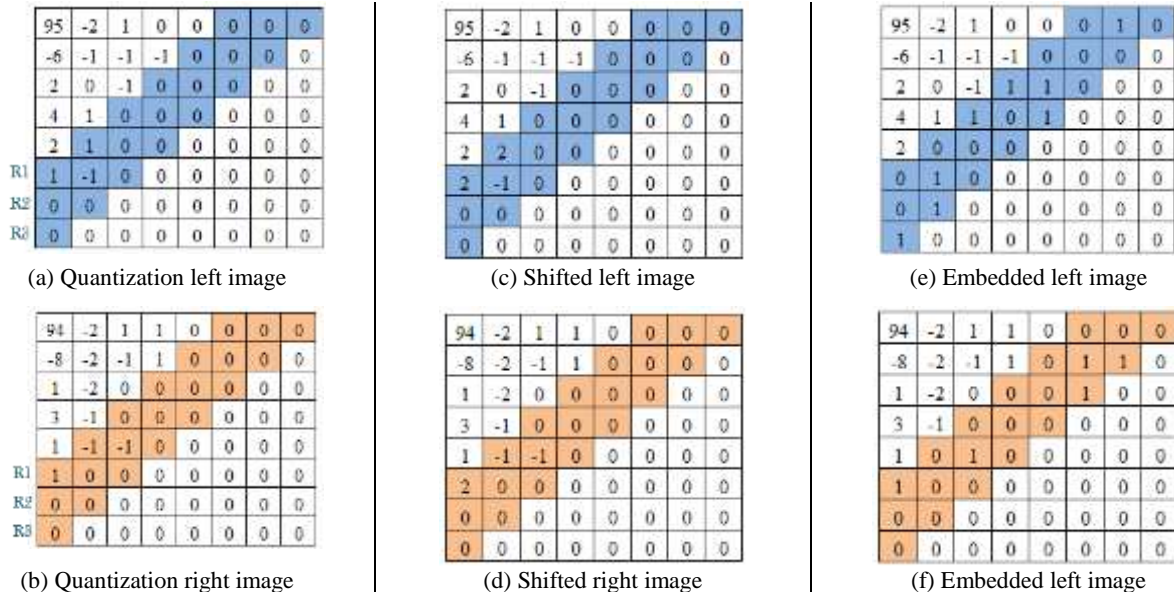 95 -2 1 0 0 0 0 0
-6 -1 -1 -1 0 0 0 0
2 0 -1 0 0 0 0 0
4 1 0 0 0 0 0 0
2 1 0 0 0 0 0 0
R1 1 -1 0 0 0 0 0 0
R2 0 0 0 0 0 0 0 0
R3 0 0 0 0 0 0 0 0
(a) Quantization left image
94 -2 1 1 0 0 0 0
-8 -2 -1 1 0 0 0 0
1 -2 0 0 0 0 0 0
3 -1 0 0 0 0 0 0
1 -1 -1 0 0 0 0 0
R1 1 0 0 0 0 0 0 0
R2 0 0 0 0 0 0 0 0
R3 0 0 0 0 0 0 0 0
(b) Quantization right image
95 -2 1 0 0 0 0 0
-6 -1 -1 -1 0 0 0 0
2 0 -1 0 0 0 0 0
4 1 0 0 0 0 0 0
2 2 0 0 0 0 0 0
2 -1 0 0 0 0 0 0
0 0 0 0 0 0 0 0
0 0 0 0 0 0 0 0
(c) Shifted left image
94 -2 1 1 0 0 0 0
-8 -2 -1 1 0 0 0 0
1 -2 0 0 0 0 0 0
3 -1 0 0 0 0 0 0
1 -1 -1 0 0 0 0 0
2 0 0 0 0 0 0 0
0 0 0 0 0 0 0 0
0 0 0 0 0 0 0 0
(d) Shifted right image
95 -2 1 0 0 0 1 0
-6 -1 -1 -1 0 0 0 0
2 0 -1 1 1 0 0 0
4 1 1 0 1 0 0 0
2 0 0 0 0 0 0 0
0 1 0 0 0 0 0 0
0 1 0 0 0 0 0 0
1 0 0 0 0 0 0 0
(e) Embedded left image
94 -2 1 1 0 0 0 0
-8 -2 -1 1 0 1 1 0
1 -2 0 0 0 1 0 0
3 -1 0 0 0 0 0 0
1 0 1 0 0 0 0 0
1 0 0 0 0 0 0 0
0 0 0 0 0 0 0 0
0 0 0 0 0 0 0 0
(f) Embedded left image